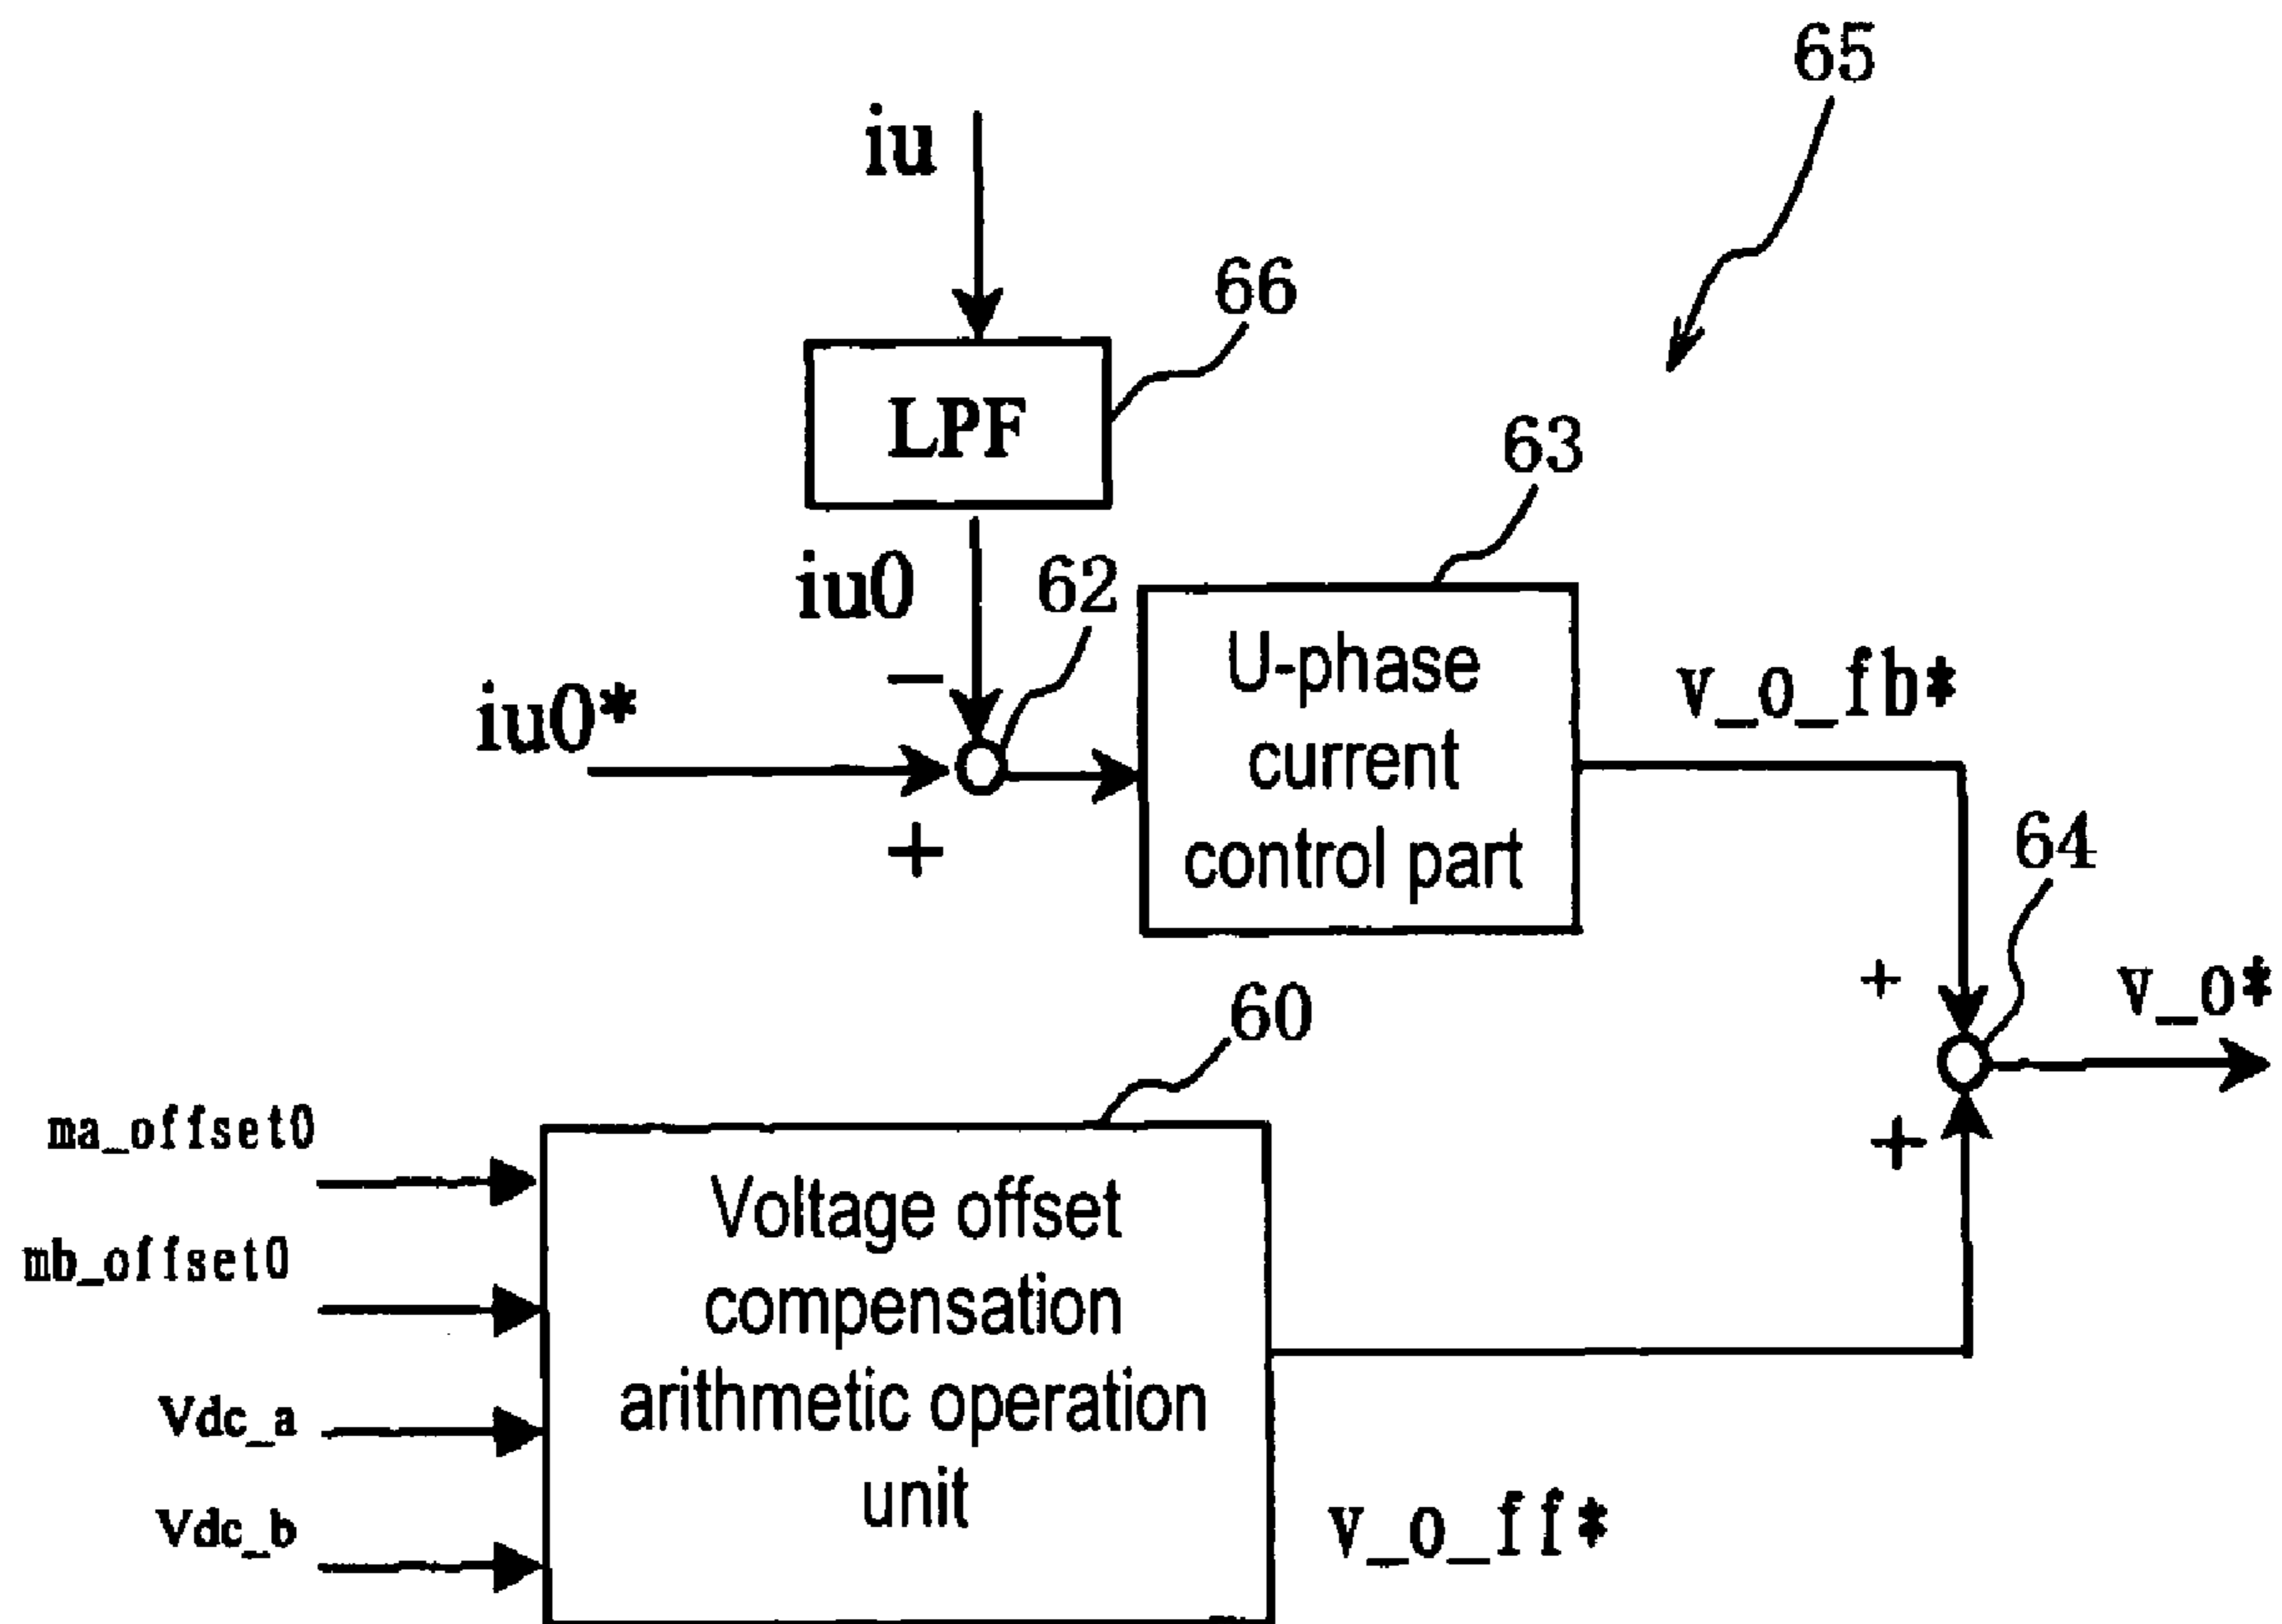 65
iu
66
LPF
63
iu0
62
−
U-phase
current
control part
v_o_fb*
iu0*
+
64
+
v_o*
60
ma_offset0
+
Voltage offset
compensation
arithmetic operation
unit
mb_offset0
Vdc_a
Vdc_b
v_o_ff*